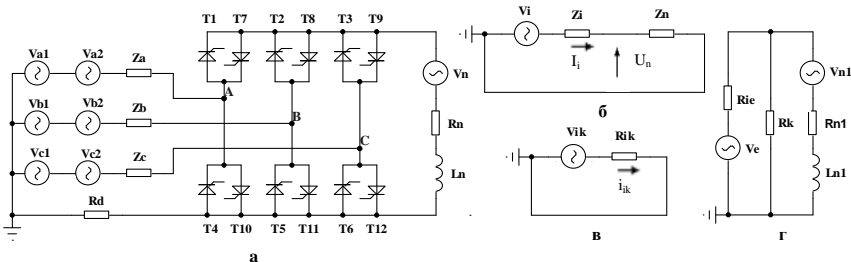 T1 T7 T2 T8 T3 T9
Va1 Va2 Za
A
Vb1 Vb2 Zb
B
Vc1 Vc2 Zc
C
Rd
T4 T10 T5 T11 T6 T12
Vn
Rn
Ln
а
Vi Zi Zn
Ii Un
б
Vik Rik
iik
в
Rie
Ve
Rk
Vn1
Rn1
Ln1
г